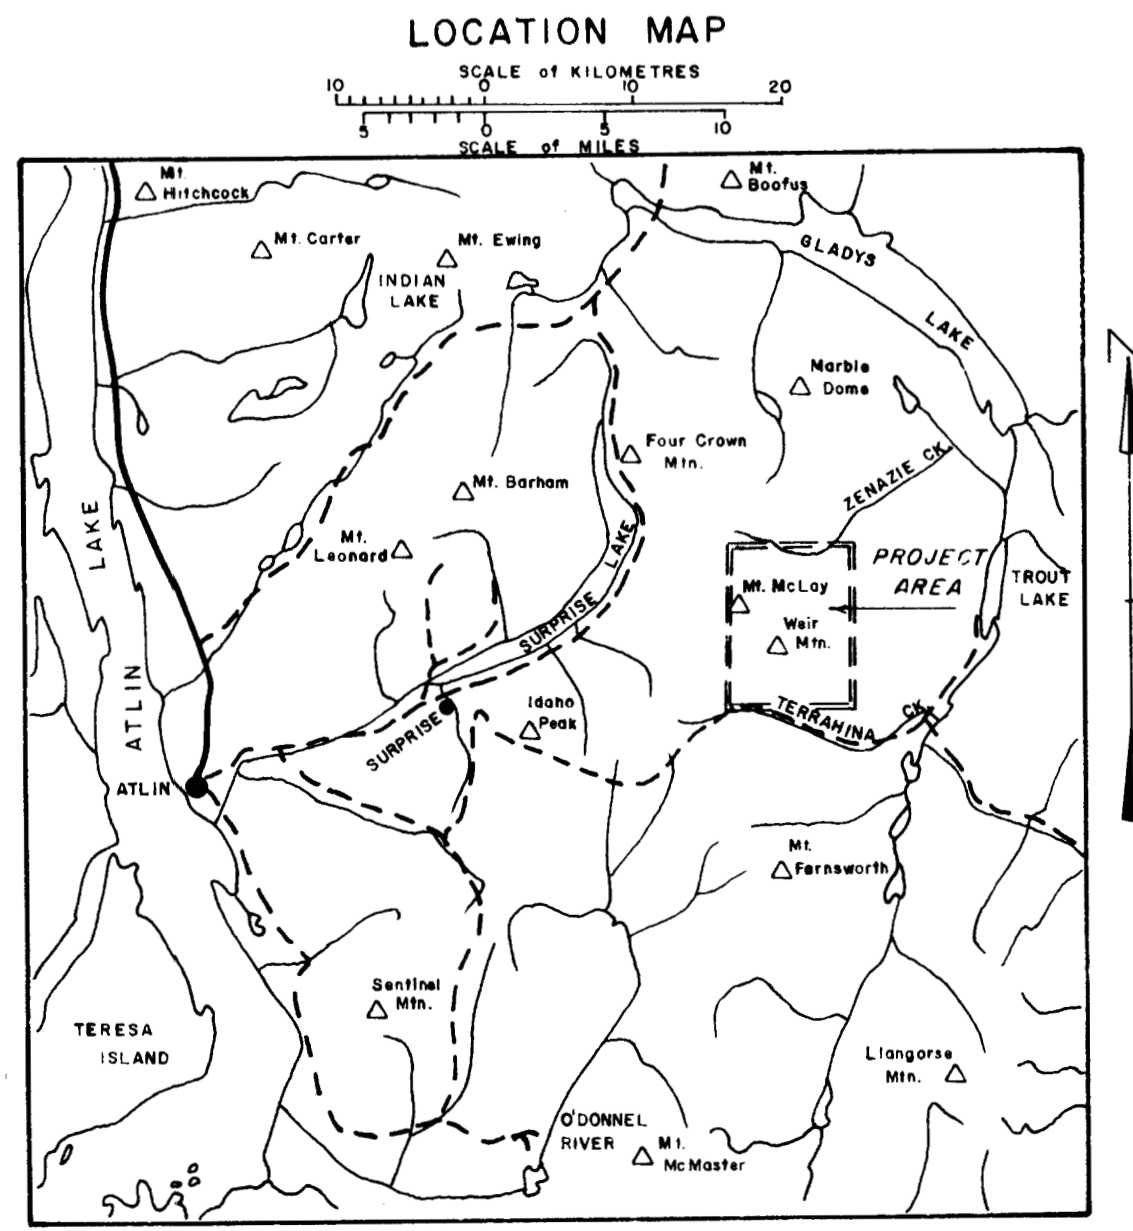 LOCATION MAP
SCALE of KILOMETRES
10 0 10 20
5 0 5 10
SCALE of MILES
Mt.
Hitchcock
Mt.
Boofus
Mt. Carter
Mt. Ewing
GLADYS
LAKE
INDIAN
LAKE
Marble
Dome
Four Crown
Mtn.
ZENAZIE CK.
Mt. Barham
LAKE
ATLIN
Mt.
Leonard
SURPRISE
LAKE
PROJECT
AREA
TROUT
LAKE
Mt. McLay
Weir
Mtn.
Idaho
Peak
TERRAHINA
CK.
SURPRISE
ATLIN
Mt.
Fernsworth
Sentinel
Mtn.
TERESA
ISLAND
Llangorse
Mtn.
O'DONNEL
RIVER
Mt.
McMaster